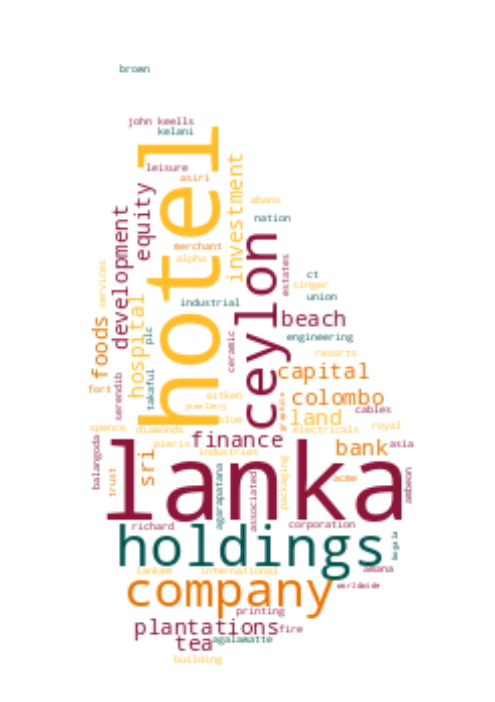 brown
john keells
kelani
hotel
leisure
asiri
investment
equity
abans
development
nation
ceylon
merchant
alpha
services
estates
ct
singer
union
hospital
industrial
plc
beach
foods
ceramic
engineering
resorts
capital
serendib
takaful
fort
aitken
graphite
colombo
jewellery
cables
land
blue
spence
diamonds
electricals
royal
finance
pieris
lanka
balangoda
sri
industries
bank
asia
trust
agarapatana
associated
packaging
acme
ambeon
richard
corporation
holdings
bogala
lankem
international
amana
company
worldwide
printing
plantations
fire
tea
agalawatte
building